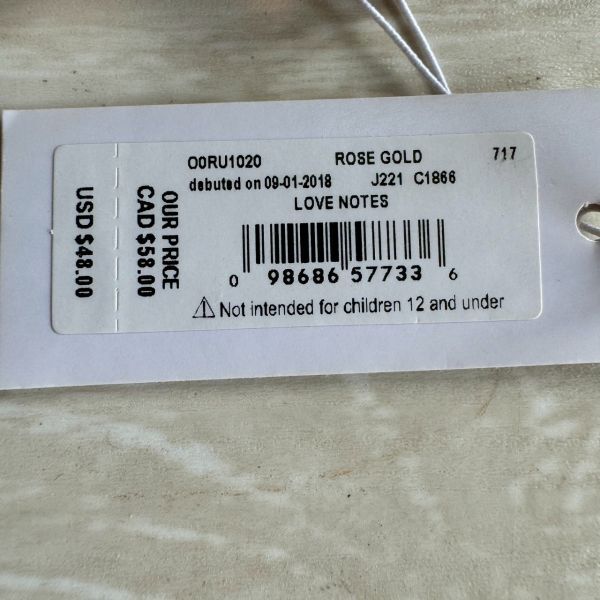 O0RU1020 ROSE GOLD 717
debuted on 09-01-2018 J221 C1866
LOVE NOTES
0 98686 57733 6
⚠ Not intended for children 12 and under
OUR PRICE
CAD $58.00
USD $48.00